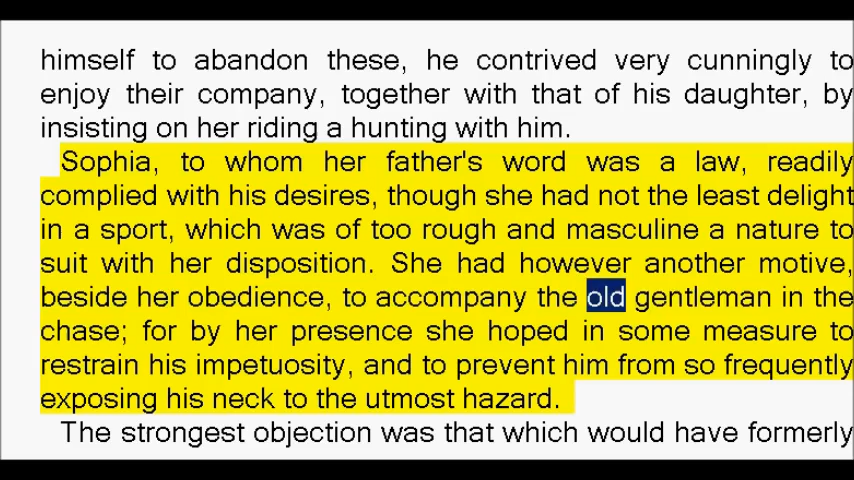 himself to abandon these, he contrived very cunningly to
enjoy their company, together with that of his daughter, by
insisting on her riding a hunting with him.
Sophia, to whom her father's word was a law, readily
complied with his desires, though she had not the least delight
in a sport, which was of too rough and masculine a nature to
suit with her disposition. She had however another motive,
beside her obedience, to accompany the old gentleman in the
chase; for by her presence she hoped in some measure to
restrain his impetuosity, and to prevent him from so frequently
exposing his neck to the utmost hazard.
The strongest objection was that which would have formerly